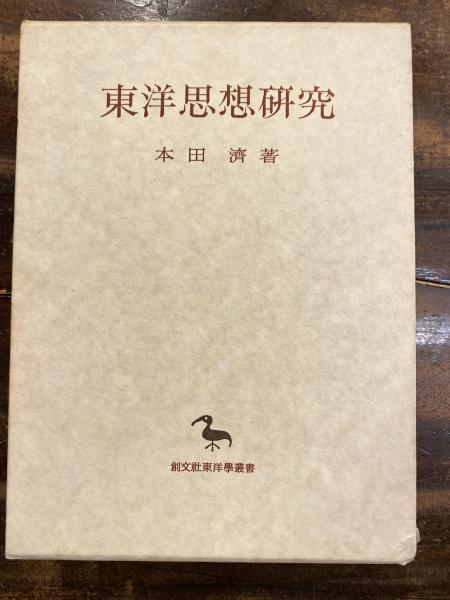 東洋思想研究
本田 濟 著
創文社東洋學叢書